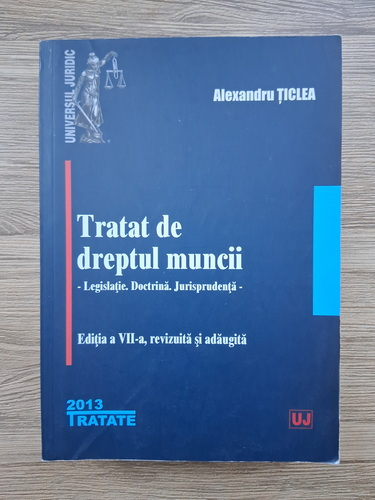 UNIVERSUL JURIDIC
Alexandru ȚICLEA
Tratat de
dreptul muncii
- Legislație. Doctrină. Jurisprudență -
Ediția a VII-a, revizuită și adăugită
2013
TRATATE
UJ